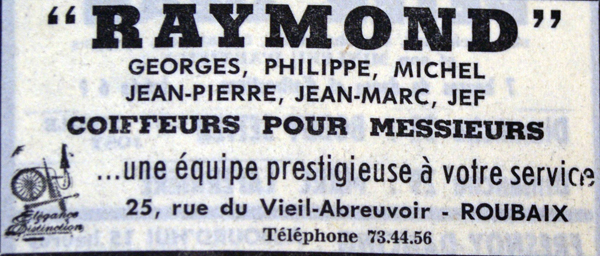 “RAYMOND”
GEORGES, PHILIPPE, MICHEL
JEAN-PIERRE, JEAN-MARC, JEF
COIFFEURS POUR MESSIEURS
...une équipe prestigieuse à votre service
Elégance
Distinction
25, rue du Vieil-Abreuvoir - ROUBAIX
Téléphone 73.44.56